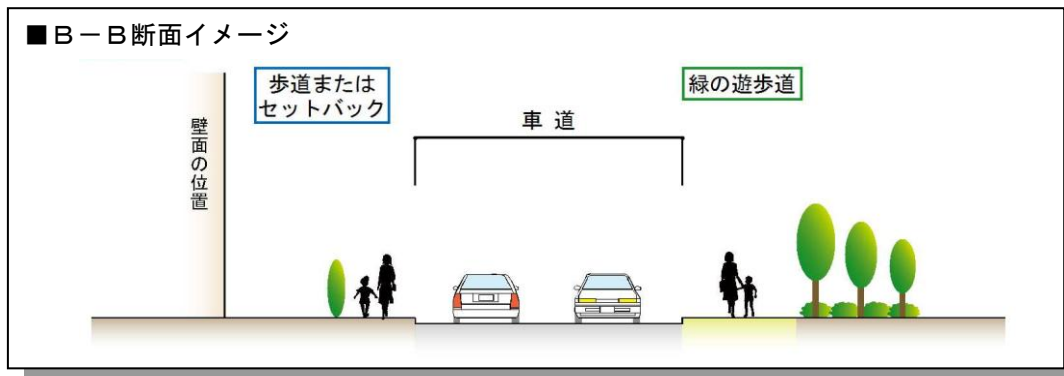 ■Ｂ－Ｂ断面イメージ
歩道または
セットバック
緑の遊歩道
車 道
壁面の位置